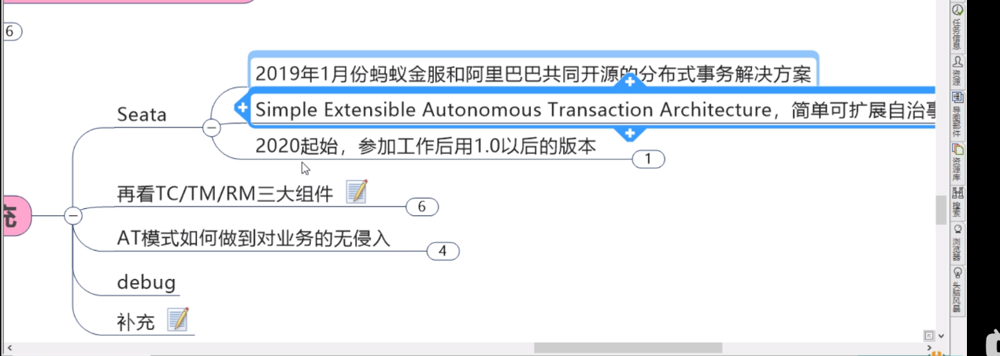 6
Seata
2019年1月份蚂蚁金服和阿里巴巴共同开源的分布式事务解决方案
Simple Extensible Autonomous Transaction Architecture，简单可扩展自治事
2020起始，参加工作后用1.0以后的版本
1
再看TC/TM/RM三大组件
6
AT模式如何做到对业务的无侵入
4
充
debug
补充
任务信息
资源
导图部件
资源库
搜索
浏览器
头脑风暴